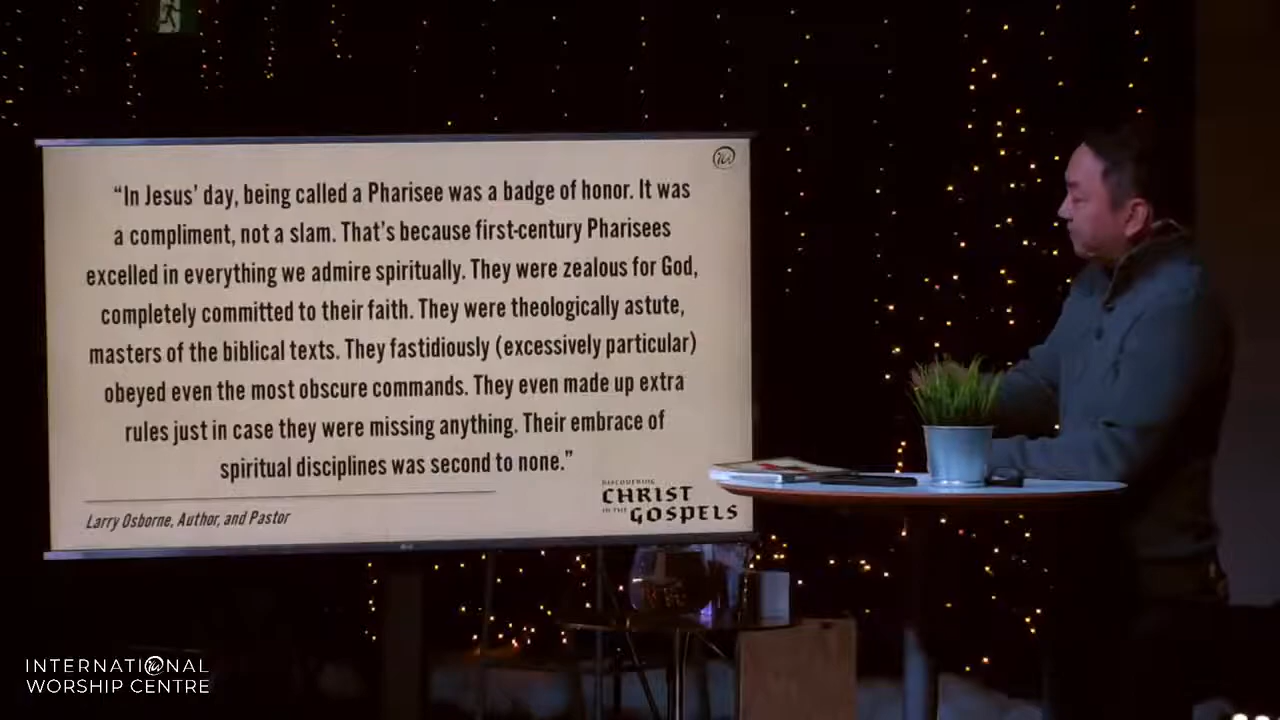 “In Jesus’ day, being called a Pharisee was a badge of honor. It was
a compliment, not a slam. That’s because first-century Pharisees
excelled in everything we admire spiritually. They were zealous for God,
completely committed to their faith. They were theologically astute,
masters of the biblical texts. They fastidiously (excessively particular)
obeyed even the most obscure commands. They even made up extra
rules just in case they were missing anything. Their embrace of
spiritual disciplines was second to none.”
Larry Osborne, Author, and Pastor
DISCOVERING
CHRIST
IN THE
GOSPELS
INTERNATIONAL
WORSHIP CENTRE